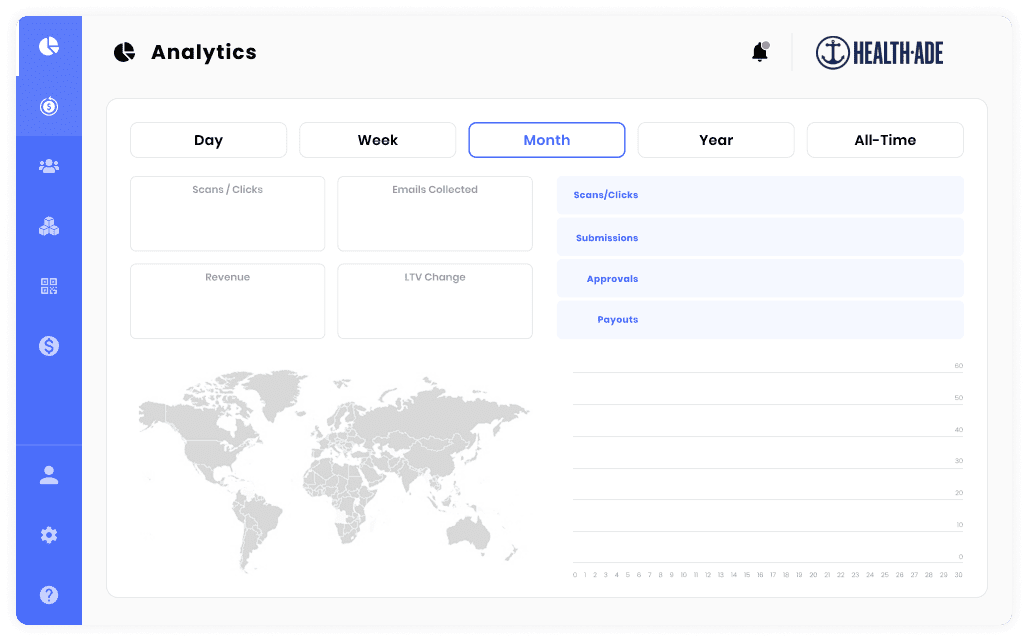 Analytics
HEALTH-ADE
Day Week Month Year All-Time
Scans / Clicks Emails Collected
Scans/Clicks
Submissions
Revenue LTV Change
Approvals
Payouts
60
50
40
30
20
10
0
0 1 2 3 4 5 6 7 8 9 10 11 12 13 14 15 16 17 18 19 20 21 22 23 24 25 26 27 28 29 30